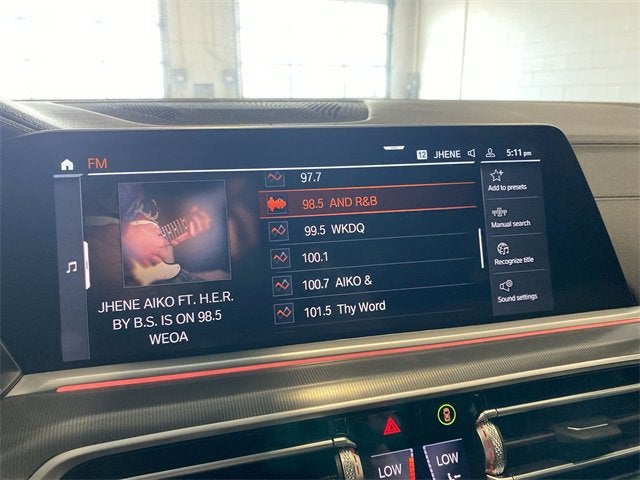 FM
12 JHENE 5:11 pm
97.7
98.5 AND R&B
99.5 WKDQ
100.1
100.7 AIKO &
101.5 Thy Word
JHENE AIKO FT. H.E.R.
BY B.S. IS ON 98.5
WEOA
Add to presets
Manual search
Recognize title
Sound settings
LOW
LOW